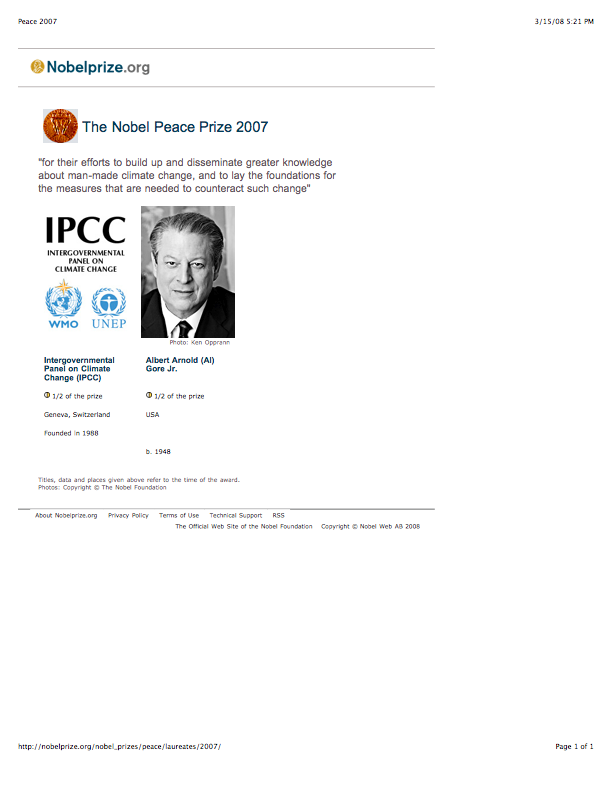 Peace 2007
3/15/08 5:21 PM
Nobelprize.org
The Nobel Peace Prize 2007
"for their efforts to build up and disseminate greater knowledge
about man-made climate change, and to lay the foundations for
the measures that are needed to counteract such change"
IPCC
INTERGOVERNMENTAL
PANEL ON
CLIMATE CHANGE
WMO
UNEP
Photo: Ken Opprann
Intergovernmental
Panel on Climate
Change (IPCC)
Albert Arnold (Al)
Gore Jr.
1/2 of the prize
1/2 of the prize
Geneva, Switzerland
USA
Founded in 1988
b. 1948
Titles, data and places given above refer to the time of the award.
Photos: Copyright © The Nobel Foundation
About Nobelprize.org Privacy Policy Terms of Use Technical Support RSS
The Official Web Site of the Nobel Foundation Copyright © Nobel Web AB 2008
http://nobelprize.org/nobel_prizes/peace/laureates/2007/
Page 1 of 1